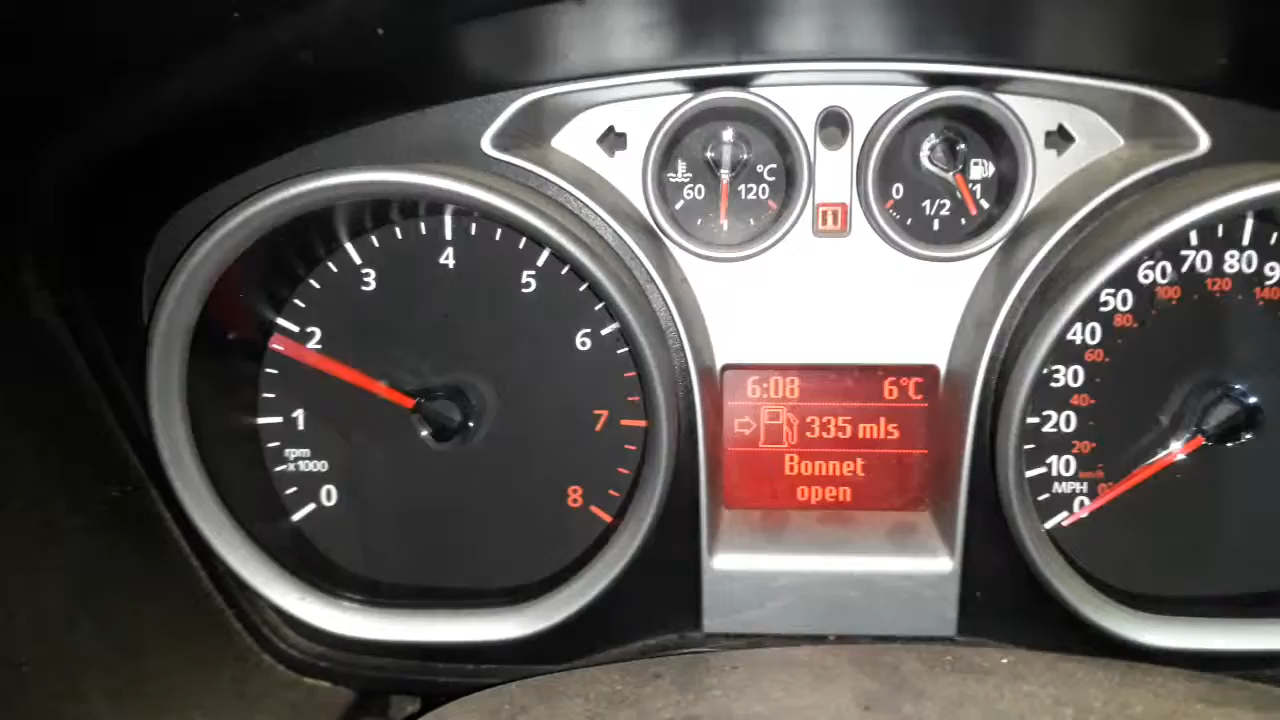 60 120 °C
0 1/2 1
0 1 2 3 4 5 6 7 8
rpm
x1000
6:08 6°C
335 mls
Bonnet
open
0 10 20 30 40 50 60 70 80
MPH
0 20 40 60 80 100 120